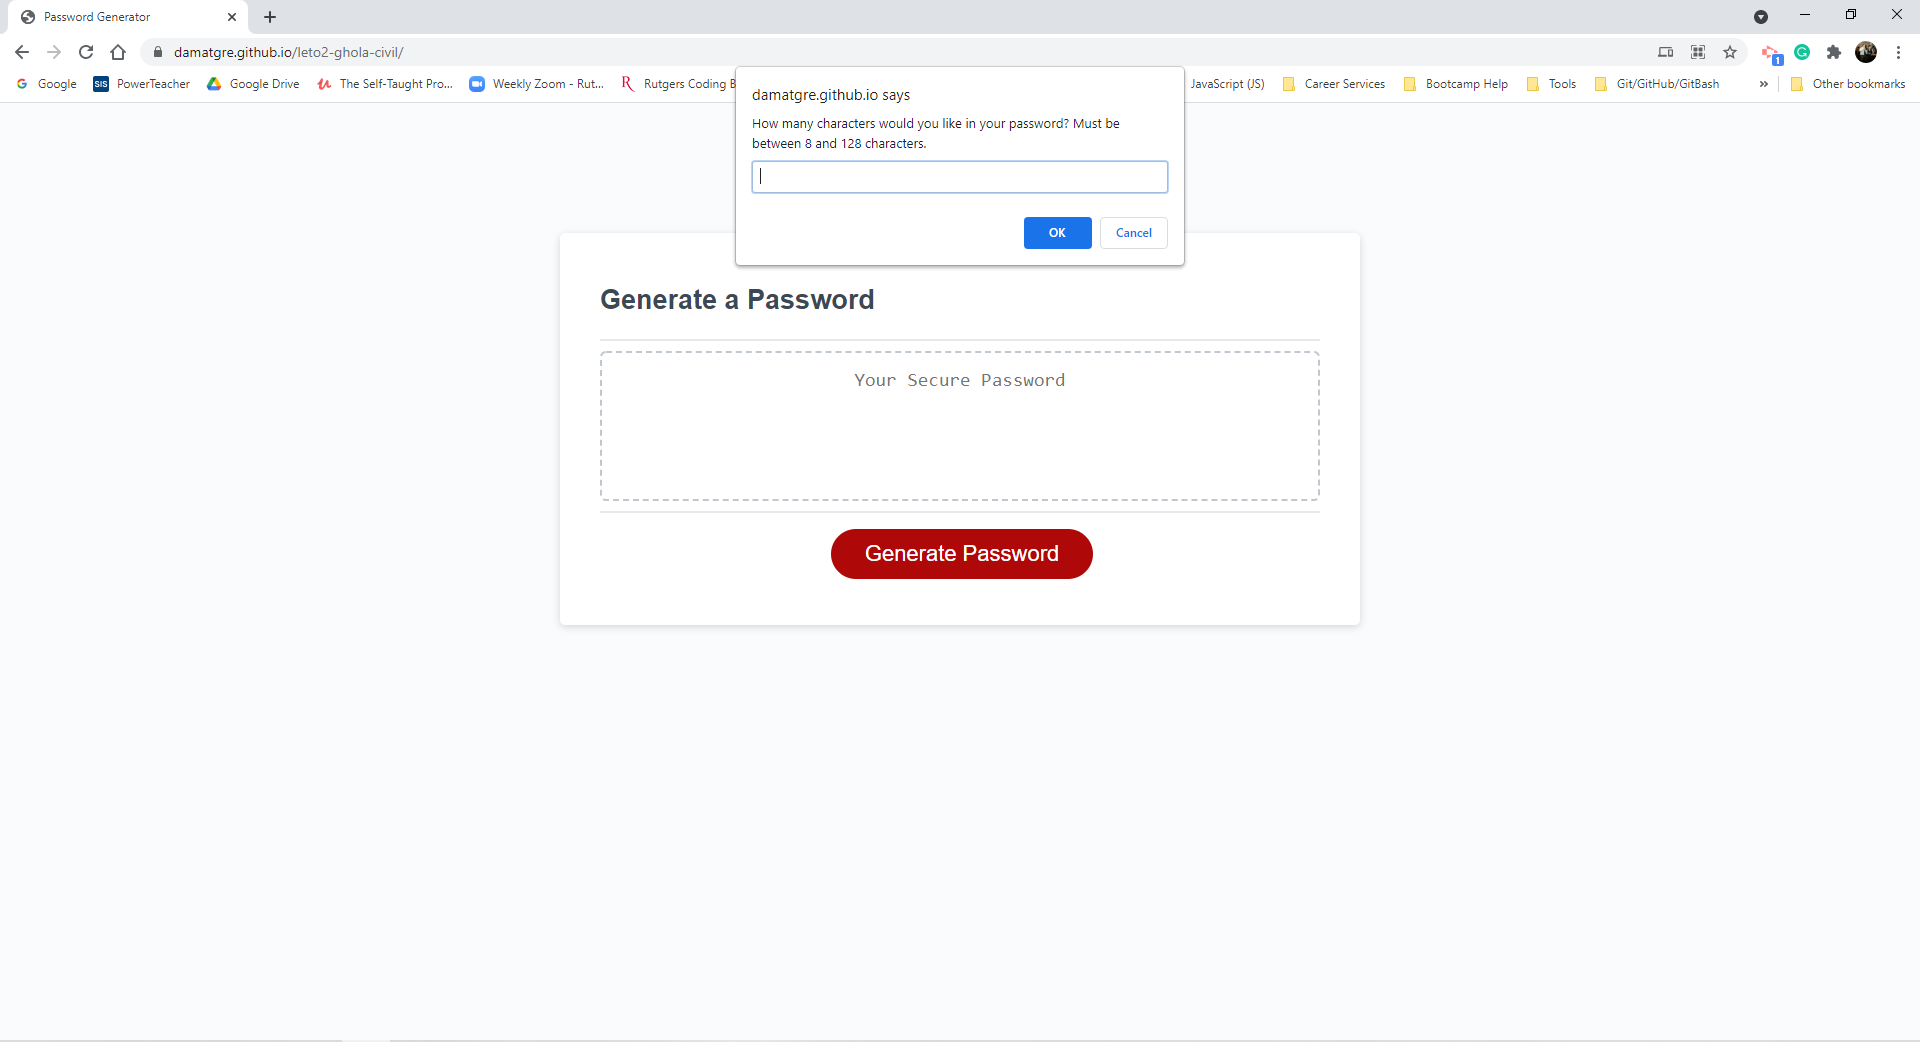 Password Generator
damatgre.github.io/leto2-ghola-civil/
1
Google
SIS
PowerTeacher
Google Drive
The Self-Taught Pro...
Weekly Zoom - Rut...
R
Rutgers Coding B
JavaScript (JS)
Career Services
Bootcamp Help
Tools
Git/GitHub/GitBash
»
Other bookmarks
damatgre.github.io says
How many characters would you like in your password? Must be
between 8 and 128 characters.
OK
Cancel
Generate a Password
Your Secure Password
Generate Password